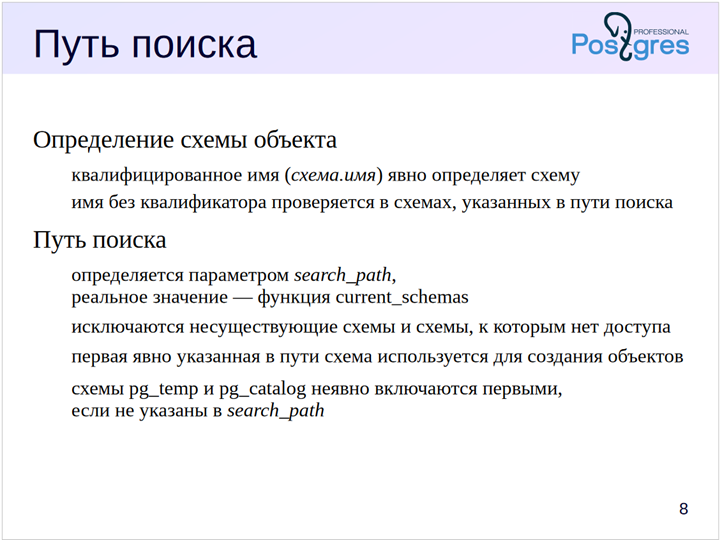 Путь поиска
PROFESSIONAL
Postgres
Определение схемы объекта
квалифицированное имя (схема.имя) явно определяет схему
имя без квалификатора проверяется в схемах, указанных в пути поиска
Путь поиска
определяется параметром search_path,
реальное значение — функция current_schemas
исключаются несуществующие схемы и схемы, к которым нет доступа
первая явно указанная в пути схема используется для создания объектов
схемы pg_temp и pg_catalog неявно включаются первыми,
если не указаны в search_path
8